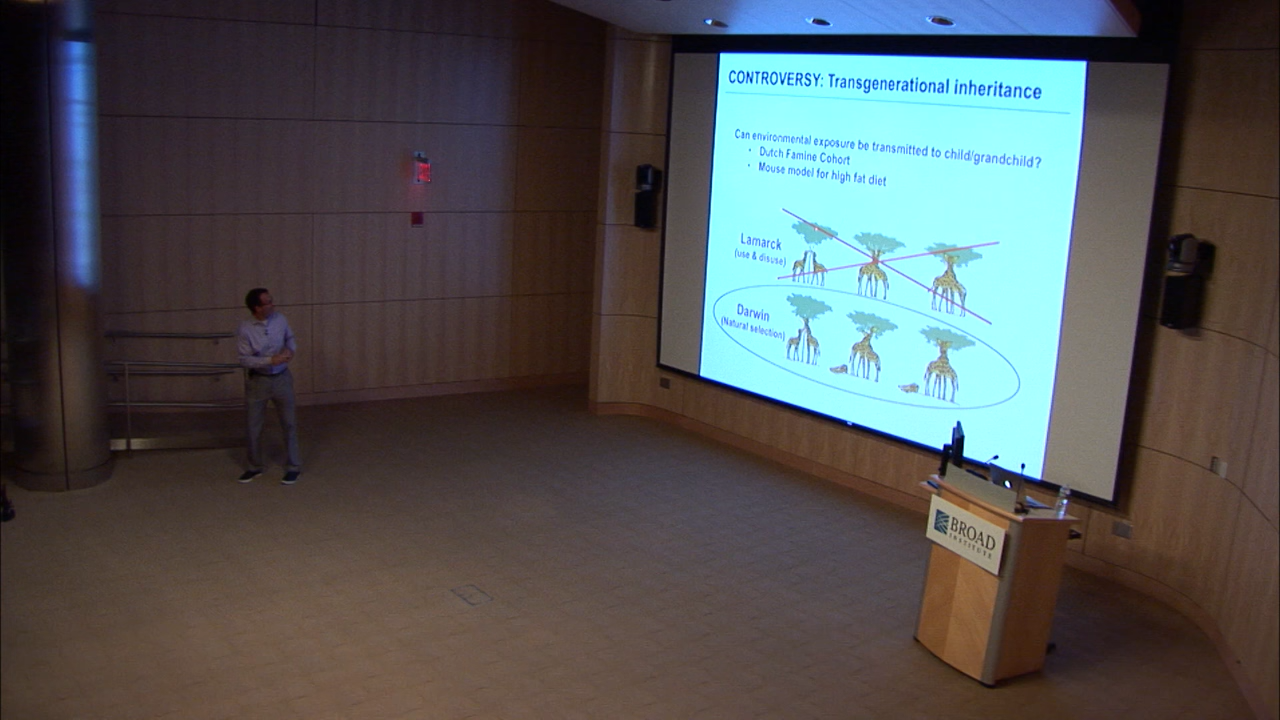 CONTROVERSY: Transgenerational inheritance
Can environmental exposure be transmitted to child/grandchild?
• Dutch Famine Cohort
• Mouse model for high fat diet
Lamarck
(use & disuse)
Darwin
(Natural selection)
BROAD
INSTITUTE